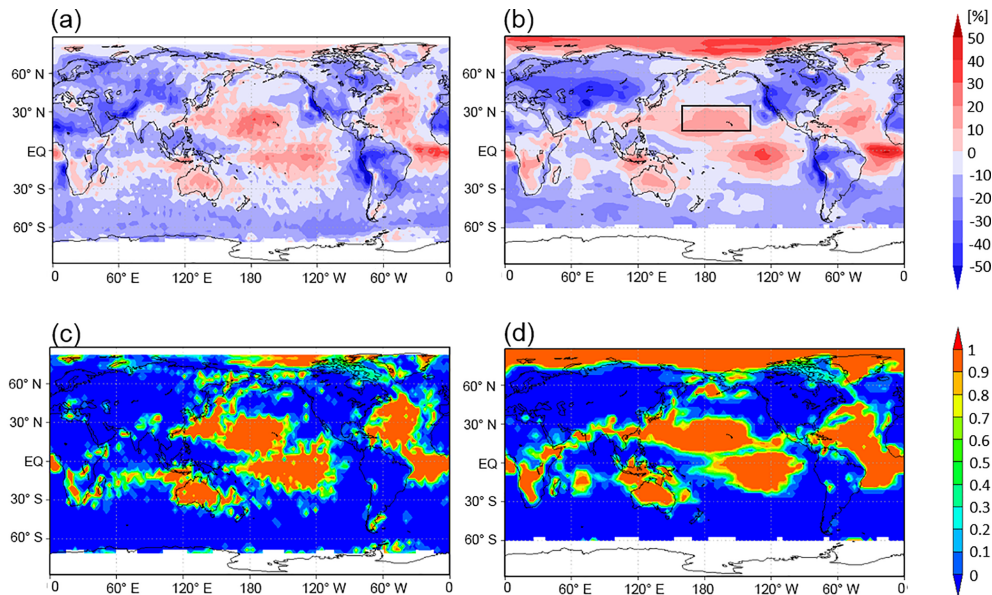 (a)
(b)
[%]
60° N
30° N
EQ
30° S
60° S
0
60° E
120 E
180
120° W
60° W
0
60° N
30° N
EQ
30° S
60° S
0
60° E
120 E
180
120° W
60° W
0
50
40
30
20
10
0
-10
-20
-30
-40
-50
(c)
(d)
60° N
30° N
EQ
30° S
60° S
0
60° E
120 E
180
120° W
60° W
0
60° N
30° N
EQ
30° S
60° S
0
60° E
120 E
180
120° W
60° W
0
1
0.9
0.8
0.7
0.6
0.5
0.4
0.3
0.2
0.1
0